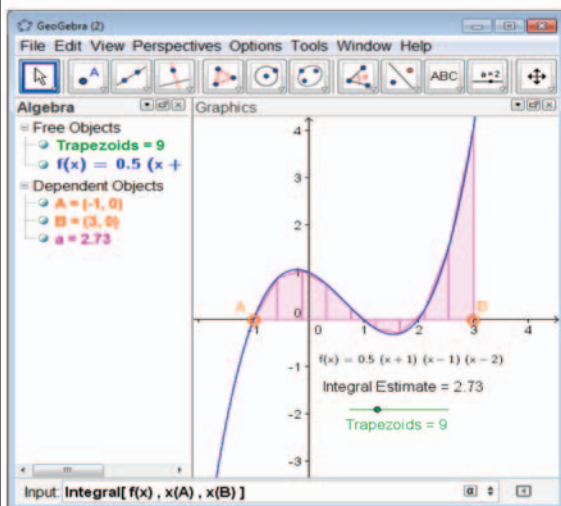 GeoGebra (2)
File Edit View Perspectives Options Tools Window Help
A
ABC
a=2
Algebra
Graphics
Free Objects
Trapezoids = 9
f(x) = 0.5 (x +
Dependent Objects
A = (-1, 0)
B = (3, 0)
a = 2.73
4
3
2
1
0
A
B
-1 0 1 2 3 4
-1
f(x) = 0.5 (x+1) (x−1) (x−2)
Integral Estimate = 2.73
-2
Trapezoids = 9
-3
Input: Integral[ f(x) , x(A) , x(B) ]
α